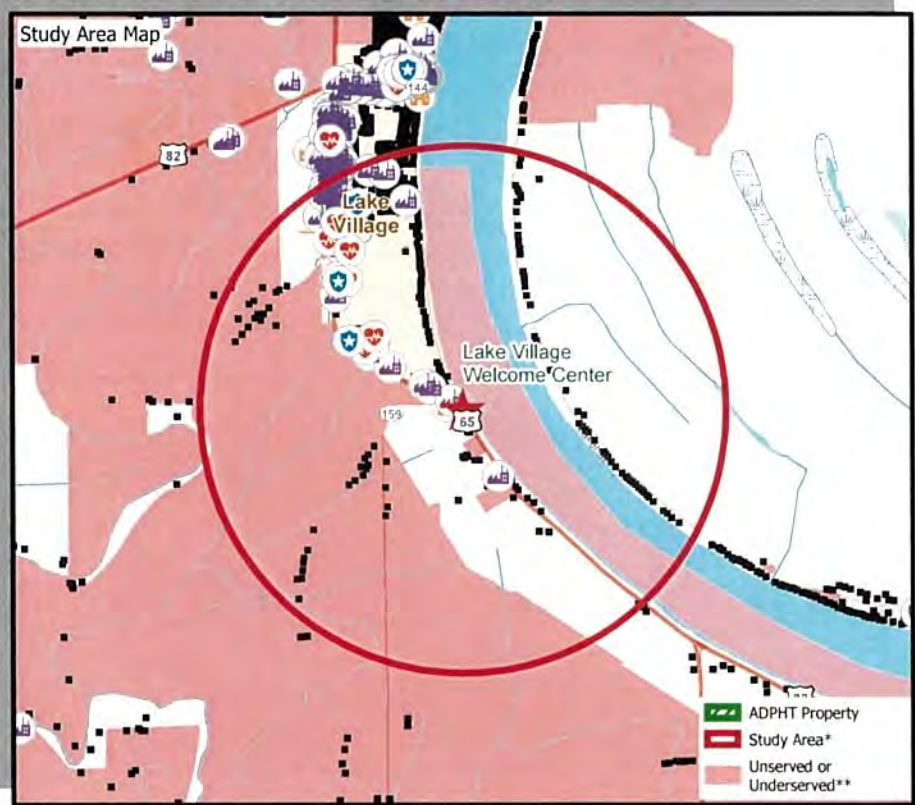 Study Area Map
144
82
Lake
Village
Lake Village
Welcome Center
159
65
ADPHT Property
Study Area*
Unserved or
Underserved**